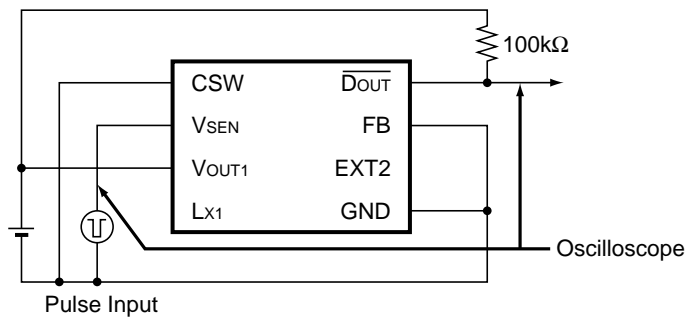 100kΩ
CSW
DOUT
VSEN
FB
VOUT1
EXT2
LX1
GND
Oscilloscope
Pulse Input